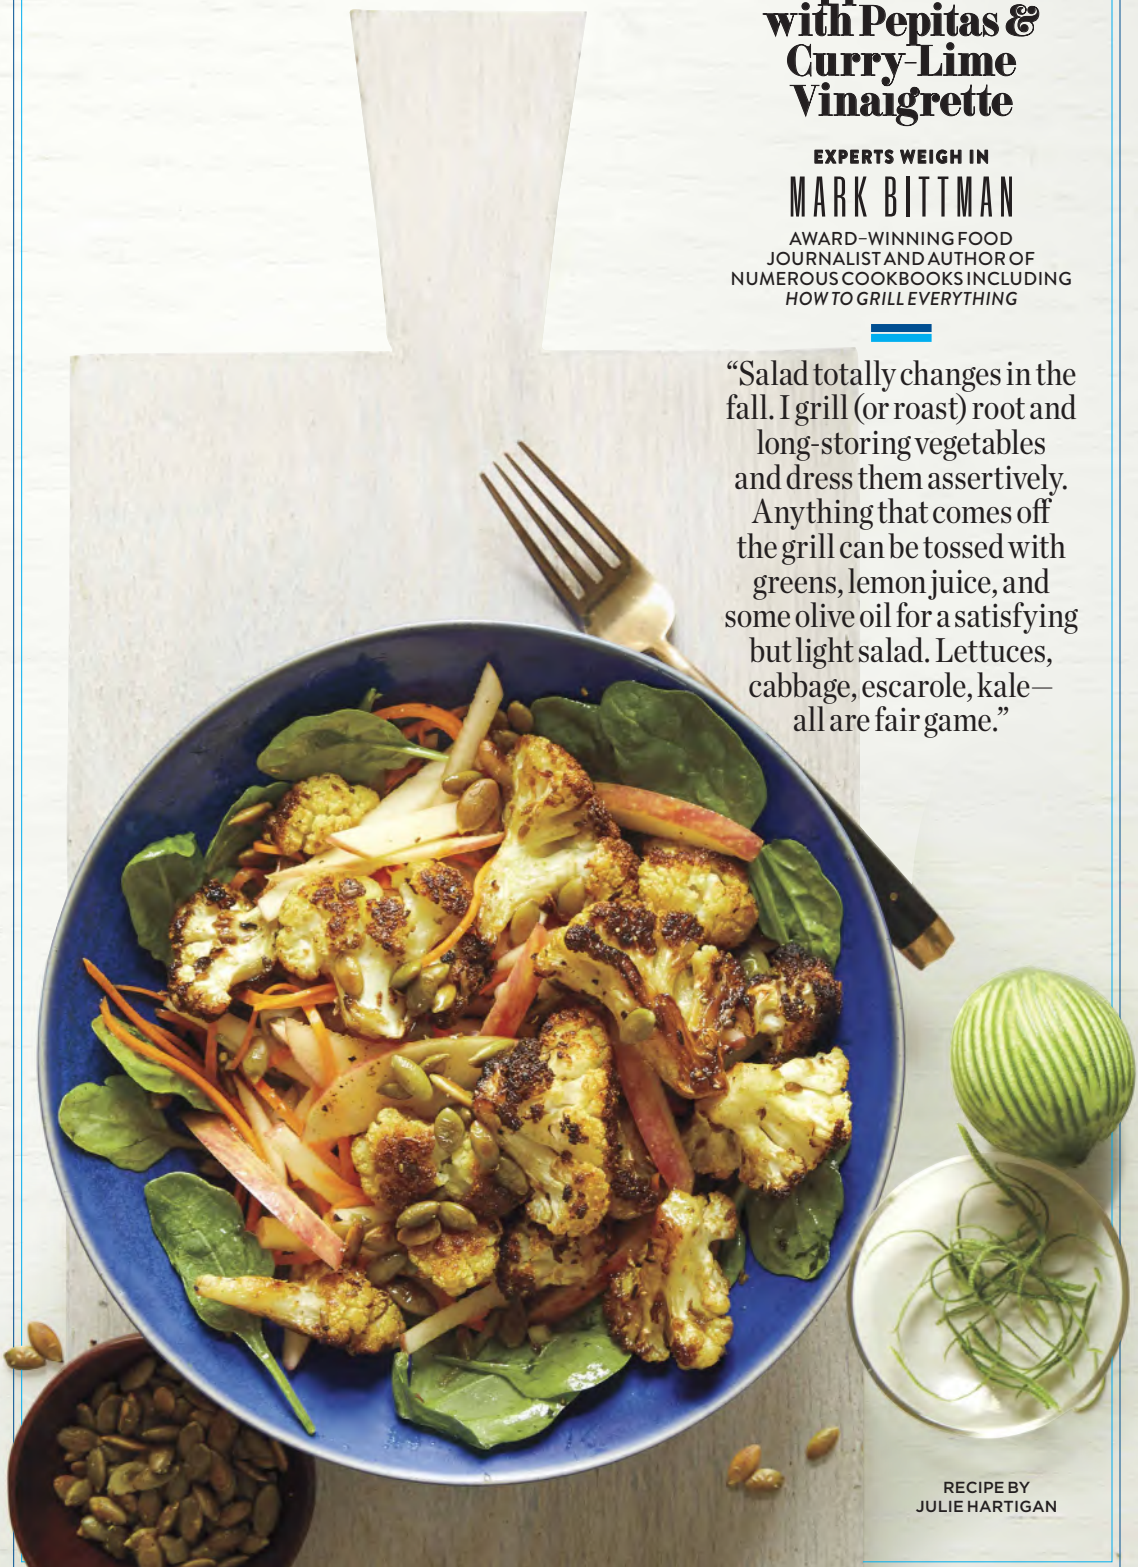 with Pepitas &
Curry-Lime
Vinaigrette
EXPERTS WEIGH IN
MARK BITTMAN
AWARD–WINNING FOOD
JOURNALIST AND AUTHOR OF
NUMEROUS COOKBOOKS INCLUDING
HOW TO GRILL EVERYTHING
“Salad totally changes in the
fall. I grill (or roast) root and
long-storing vegetables
and dress them assertively.
Anything that comes off
the grill can be tossed with
greens, lemon juice, and
some olive oil for a satisfying
but light salad. Lettuces,
cabbage, escarole, kale—
all are fair game.”
RECIPE BY
JULIE HARTIGAN